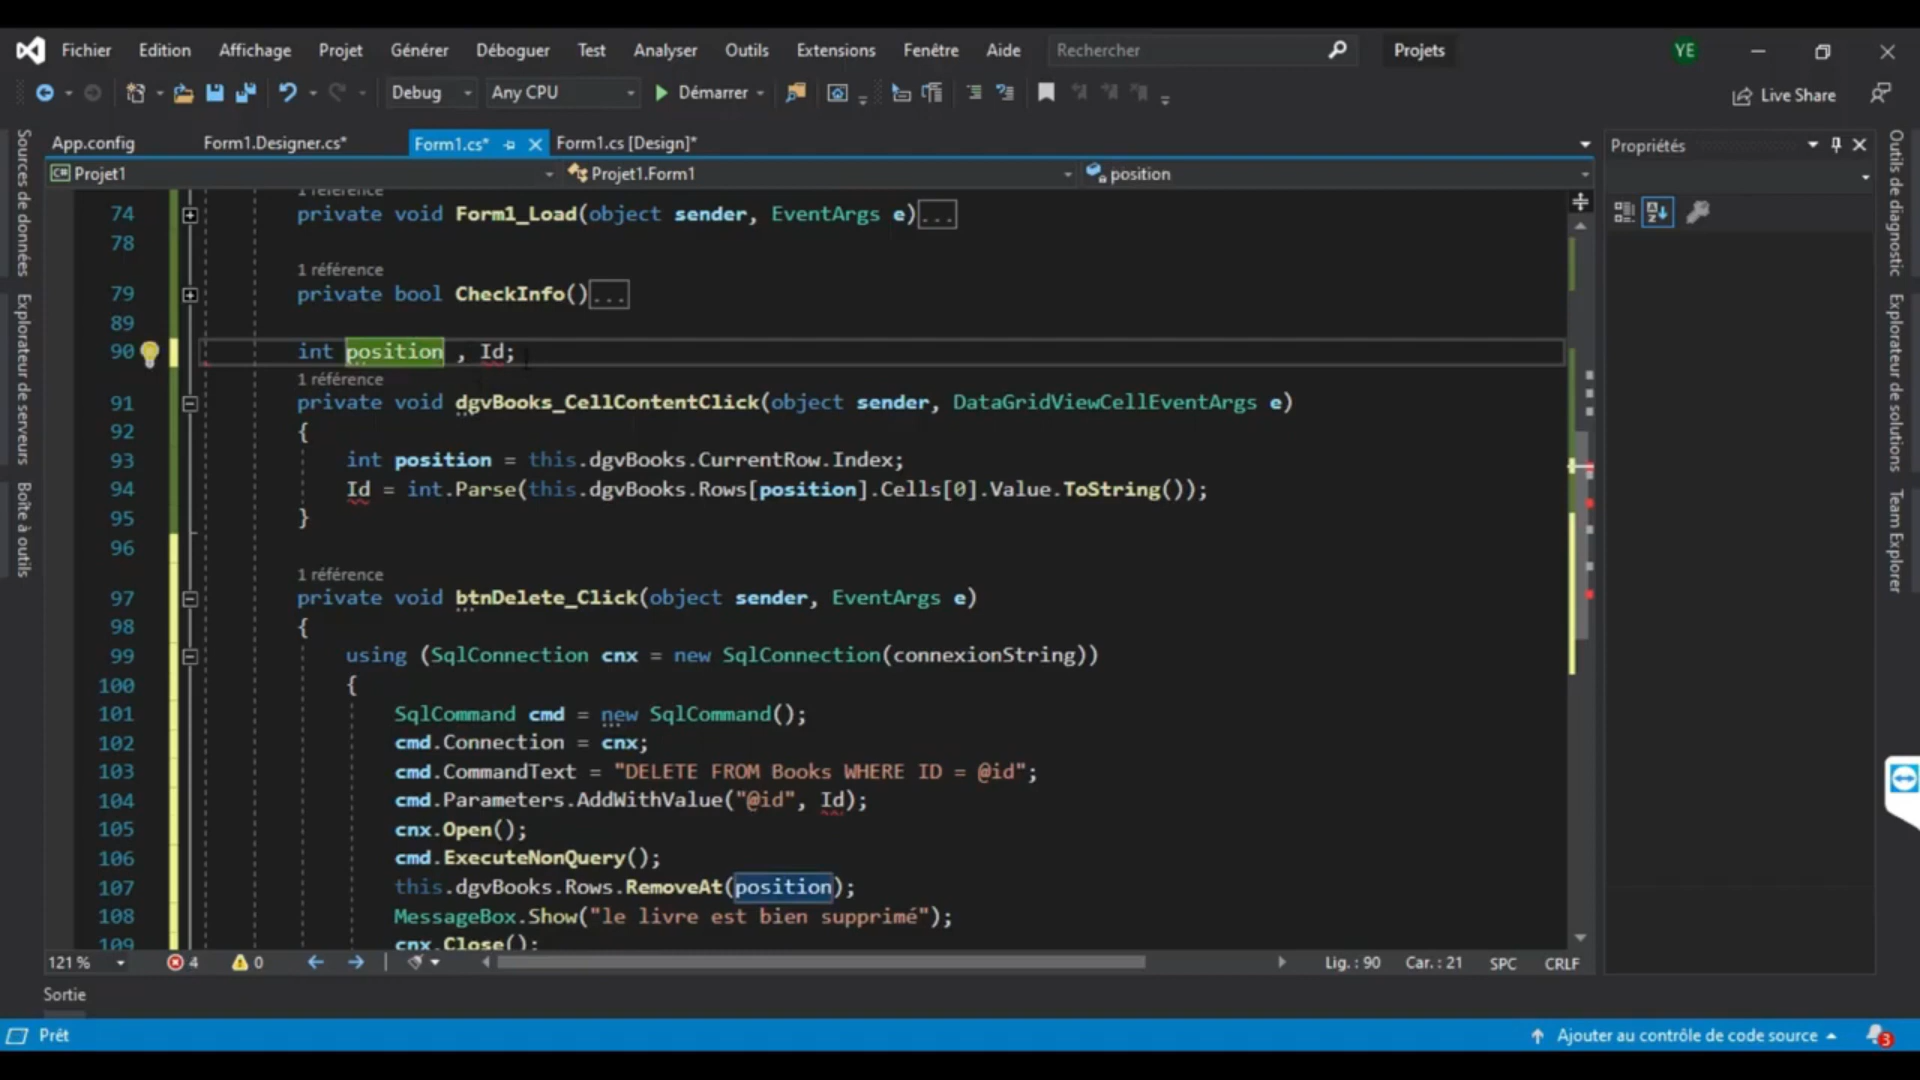 Fichier Edition Affichage Projet Générer Déboguer Test Analyser Outils Extensions Fenêtre Aide Rechercher Projets YE
Debug Any CPU Démarrer Live Share
App.config Form1.Designer.cs* Form1.cs* Form1.cs [Design]*
Projet1 Projet1.Form1 position
Propriétés
Sources de données
Explorateur de serveurs
Boîte à outils
1 référence
74 private void Form1_Load(object sender, EventArgs e)...
78
1 référence
79 private bool CheckInfo()...
89
90 int position , Id;
1 référence
91 private void dgvBooks_CellContentClick(object sender, DataGridViewCellEventArgs e)
92 {
93 int position = this.dgvBooks.CurrentRow.Index;
94 Id = int.Parse(this.dgvBooks.Rows[position].Cells[0].Value.ToString());
95 }
96
1 référence
97 private void btnDelete_Click(object sender, EventArgs e)
98 {
99 using (SqlConnection cnx = new SqlConnection(connexionString))
100 {
101 SqlCommand cmd = new SqlCommand();
102 cmd.Connection = cnx;
103 cmd.CommandText = "DELETE FROM Books WHERE ID = @id";
104 cmd.Parameters.AddWithValue("@id", Id);
105 cnx.Open();
106 cmd.ExecuteNonQuery();
107 this.dgvBooks.Rows.RemoveAt(position);
108 MessageBox.Show("le livre est bien supprimé");
109 cnx.Close();
Outils de diagnostic
Explorateur de solutions
Team Explorer
121 % 4 0 Lig. : 90 Car. : 21 SPC CRLF
Sortie
Prêt Ajouter au contrôle de code source 3